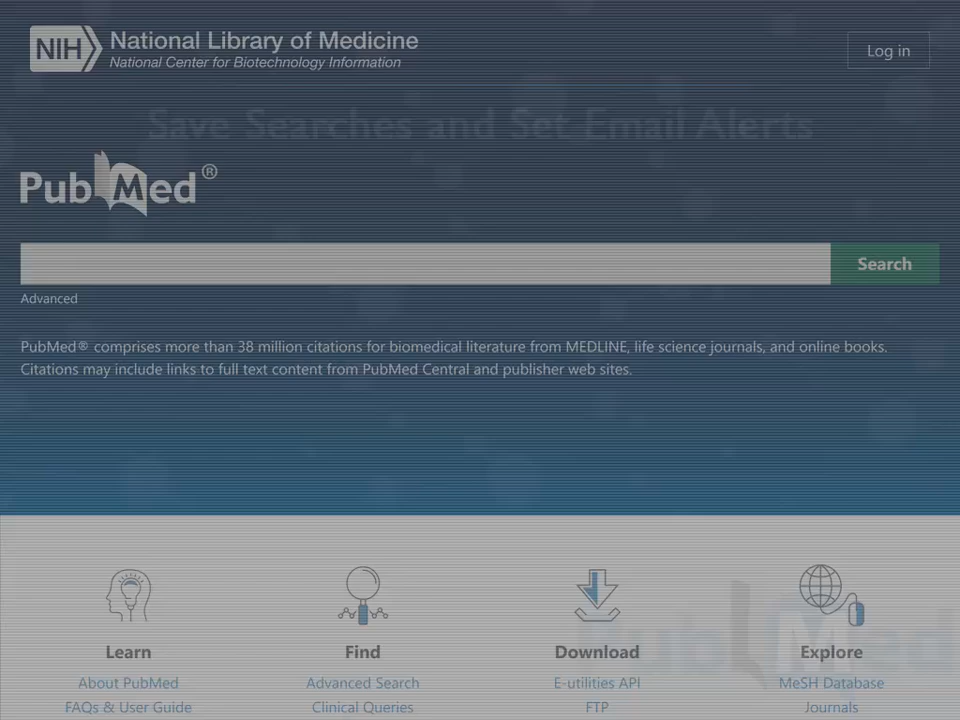 NIH National Library of Medicine
National Center for Biotechnology Information
Log in
Save Searches and Set Email Alerts
PubMed®
Search
Advanced
PubMed® comprises more than 38 million citations for biomedical literature from MEDLINE, life science journals, and online books.
Citations may include links to full text content from PubMed Central and publisher web sites.
PubMed
Learn Find Download Explore
About PubMed Advanced Search E-utilities API MeSH Database
FAQs & User Guide Clinical Queries FTP Journals